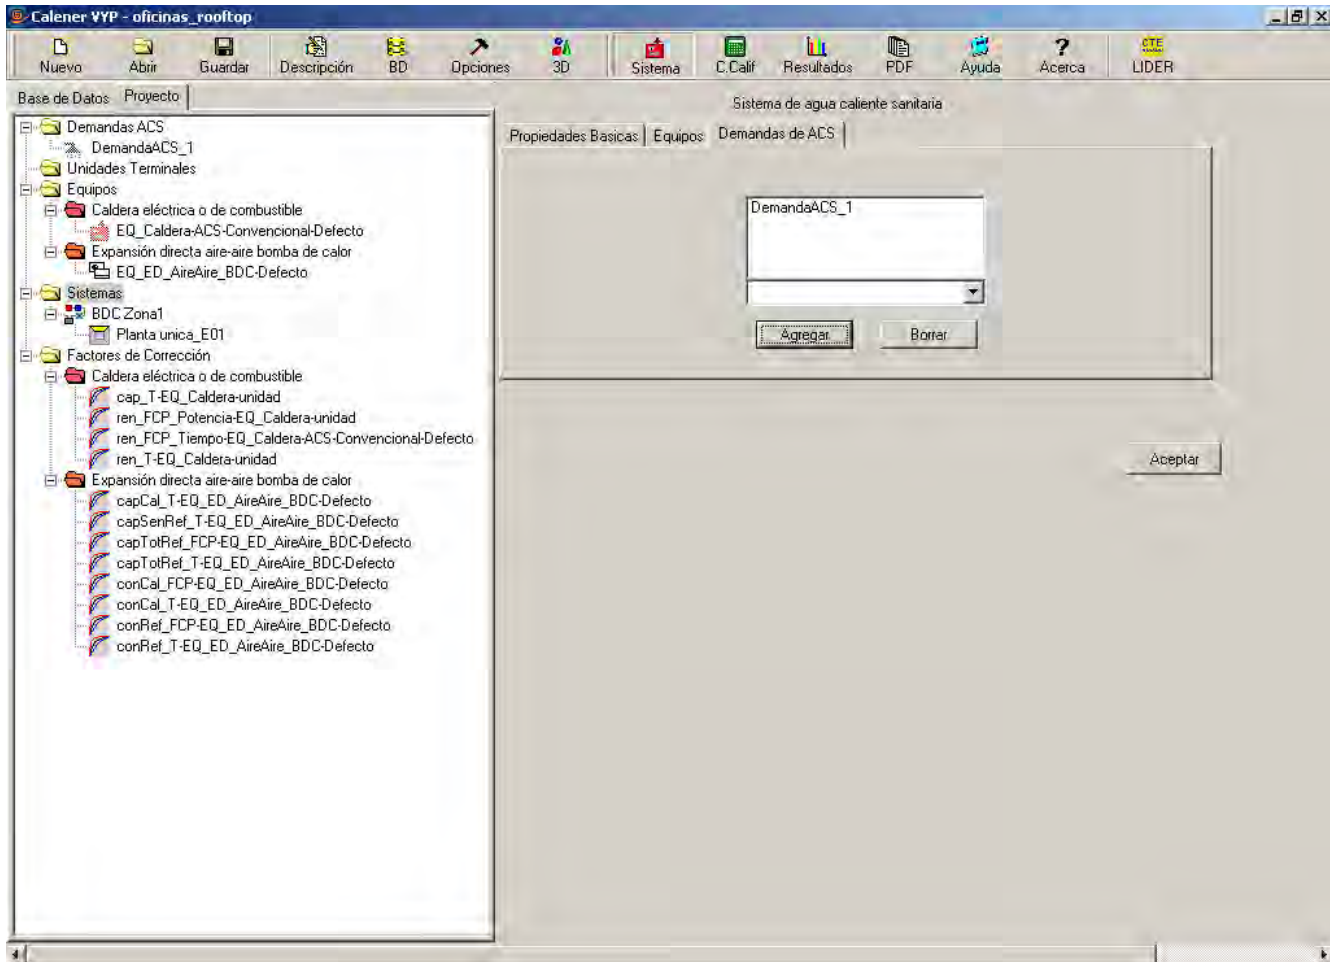 Calener VYP - oficinas_rooftop
Nuevo Abrir Guardar Descripción BD Opciones 3D Sistema C.Calif Resultados PDF Ayuda Acerca CTE LIDER
Base de Datos Proyecto
Demandas ACS
DemandaACS_1
Unidades Terminales
Equipos
Caldera eléctrica o de combustible
EQ_Caldera-ACS-Convencional-Defecto
Expansión directa aire-aire bomba de calor
EQ_ED_AireAire_BDC-Defecto
Sistemas
BDC Zona1
Planta unica_E01
Factores de Corrección
Caldera eléctrica o de combustible
cap_T-EQ_Caldera-unidad
ren_FCP_Potencia-EQ_Caldera-unidad
ren_FCP_Tiempo-EQ_Caldera-ACS-Convencional-Defecto
ren_T-EQ_Caldera-unidad
Expansión directa aire-aire bomba de calor
capCal_T-EQ_ED_AireAire_BDC-Defecto
capSenRef_T-EQ_ED_AireAire_BDC-Defecto
capTotRef_FCP-EQ_ED_AireAire_BDC-Defecto
capTotRef_T-EQ_ED_AireAire_BDC-Defecto
conCal_FCP-EQ_ED_AireAire_BDC-Defecto
conCal_T-EQ_ED_AireAire_BDC-Defecto
conRef_FCP-EQ_ED_AireAire_BDC-Defecto
conRef_T-EQ_ED_AireAire_BDC-Defecto
Sistema de agua caliente sanitaria
Propiedades Basicas Equipos Demandas de ACS
DemandaACS_1
Agregar Borrar
Aceptar